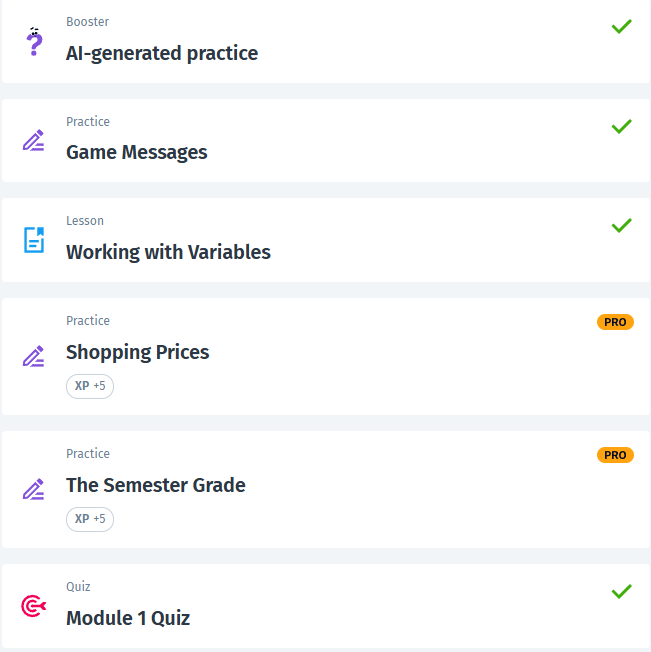 Booster
AI-generated practice
Practice
Game Messages
Lesson
Working with Variables
Practice
PRO
Shopping Prices
XP +5
Practice
PRO
The Semester Grade
XP +5
Quiz
Module 1 Quiz